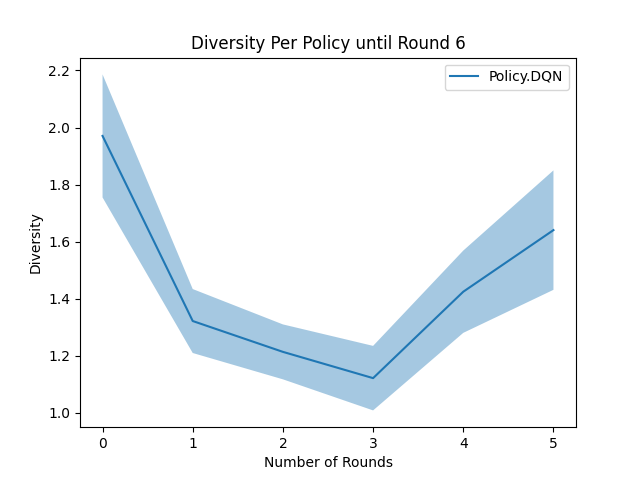 Diversity Per Policy until Round 6
Policy.DQN
Diversity
2.2
2.0
1.8
1.6
1.4
1.2
1.0
0 1 2 3 4 5
Number of Rounds